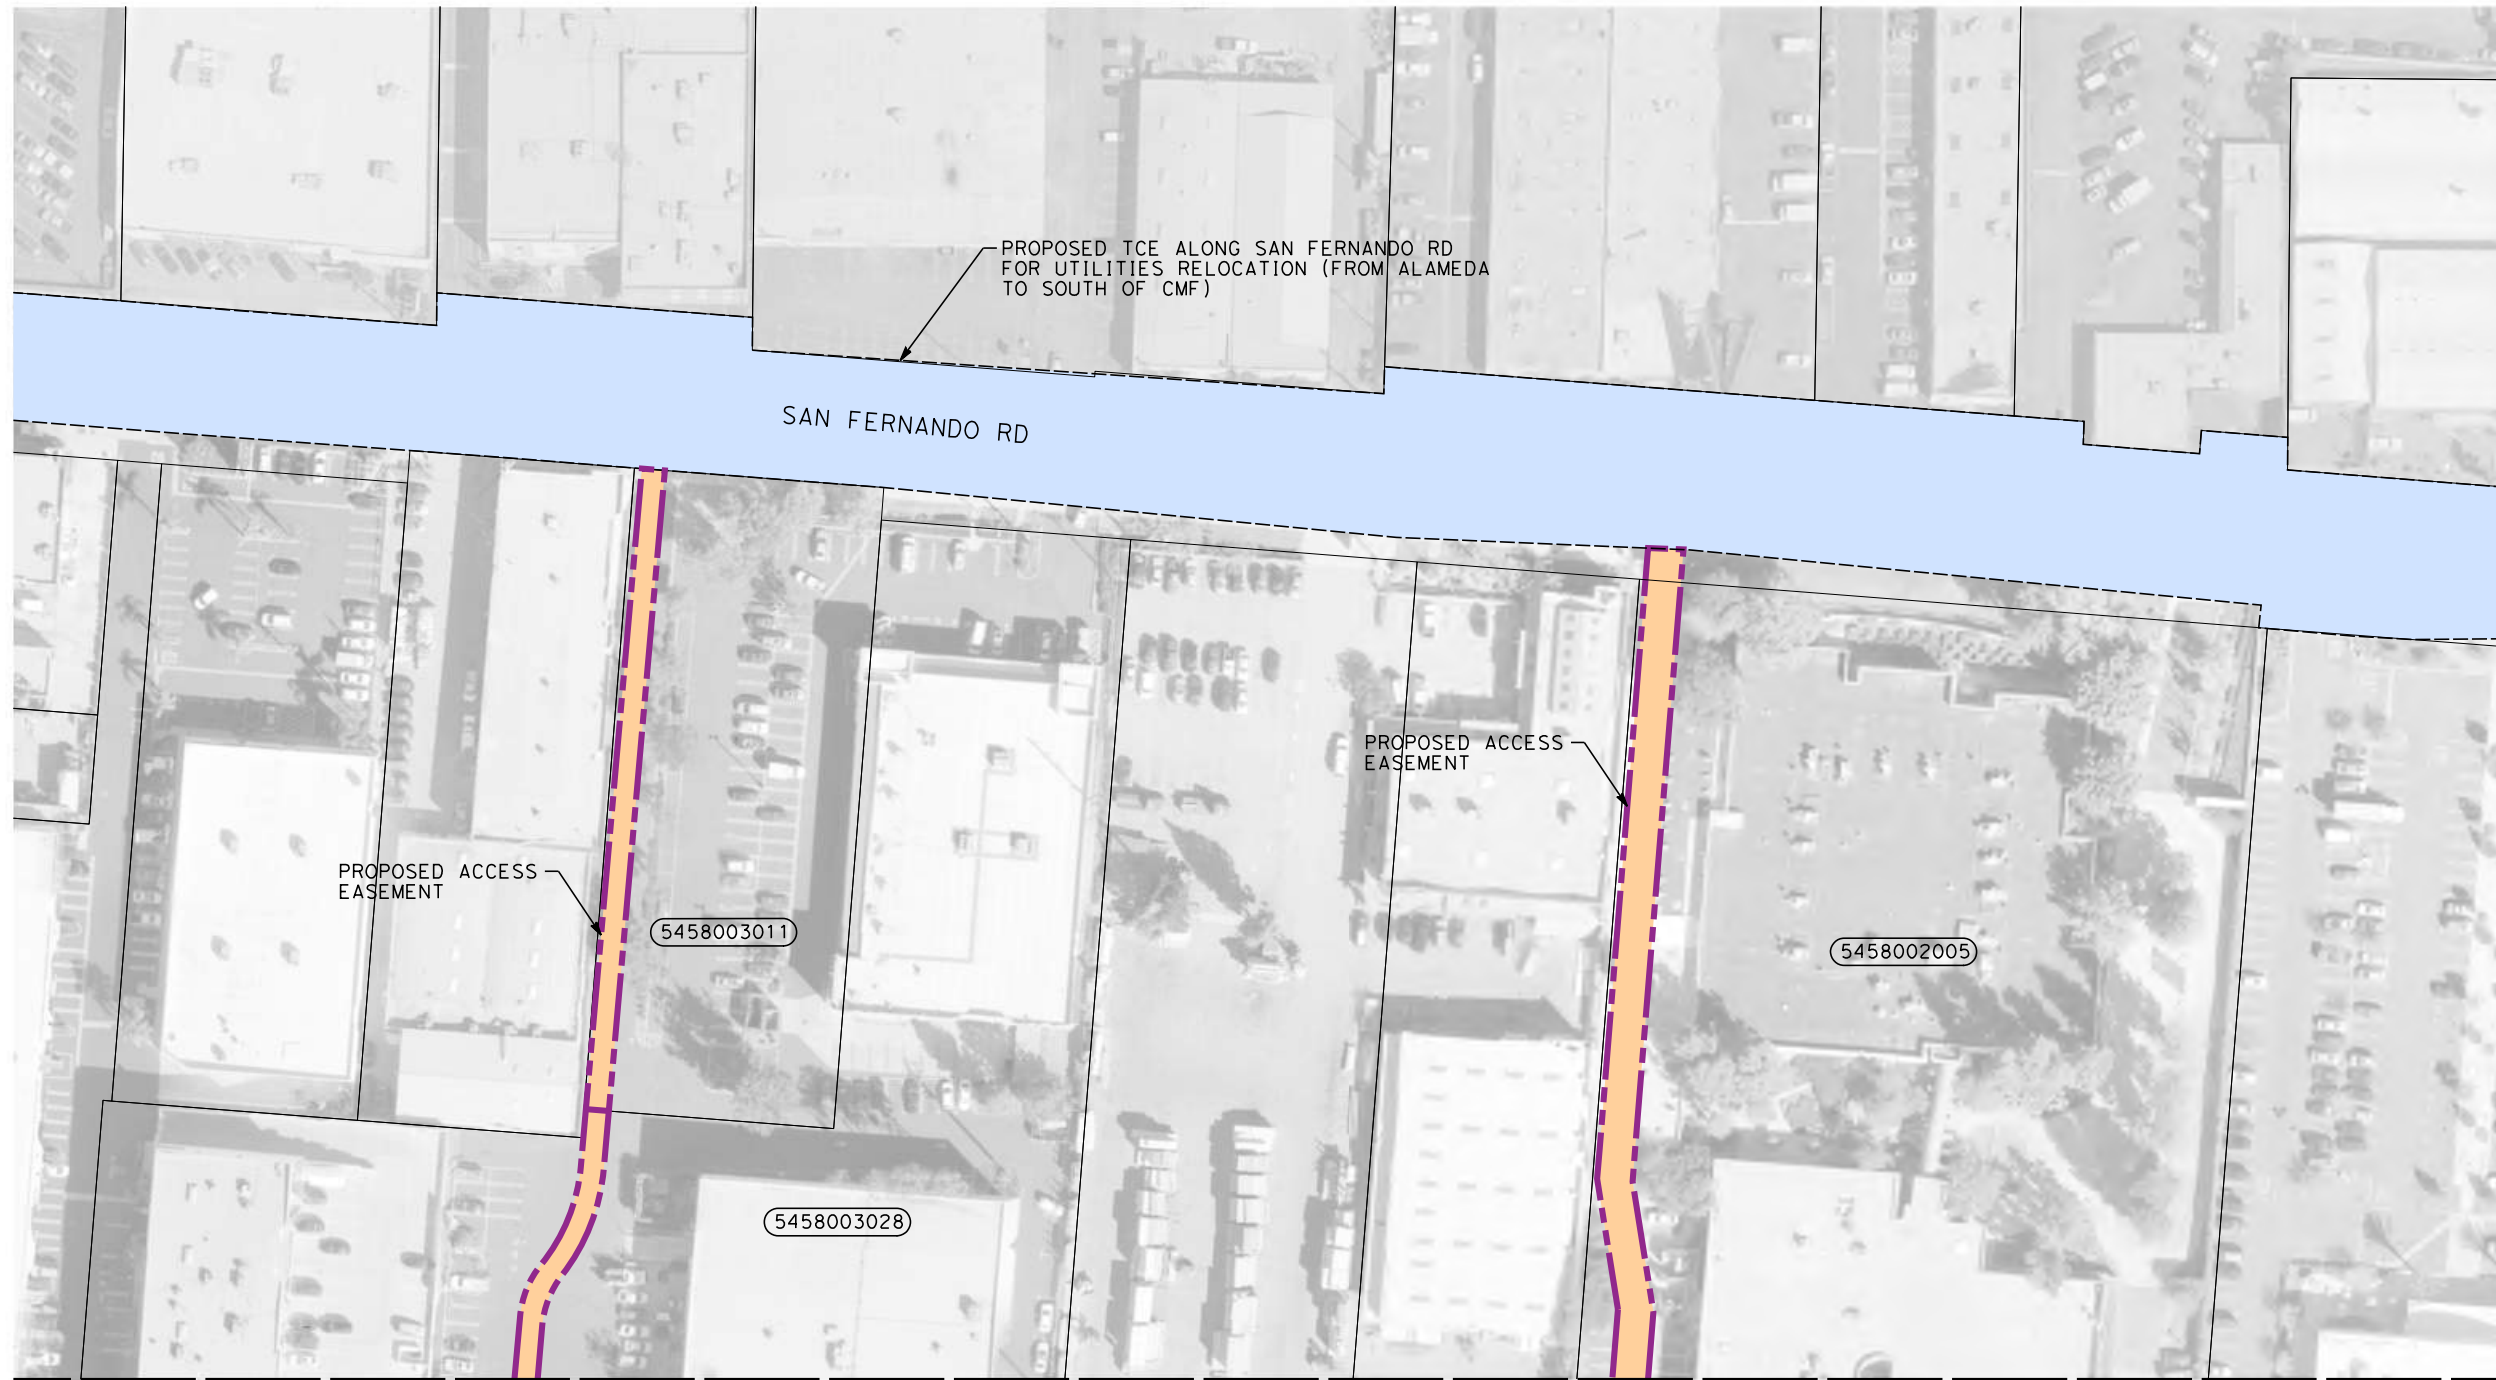 PROPOSED TCE ALONG SAN FERNANDO RD
FOR UTILITIES RELOCATION (FROM ALAMEDA
TO SOUTH OF CMF)
SAN FERNANDO RD
PROPOSED ACCESS
EASEMENT
PROPOSED ACCESS
EASEMENT
5458003011
5458002005
5458003028